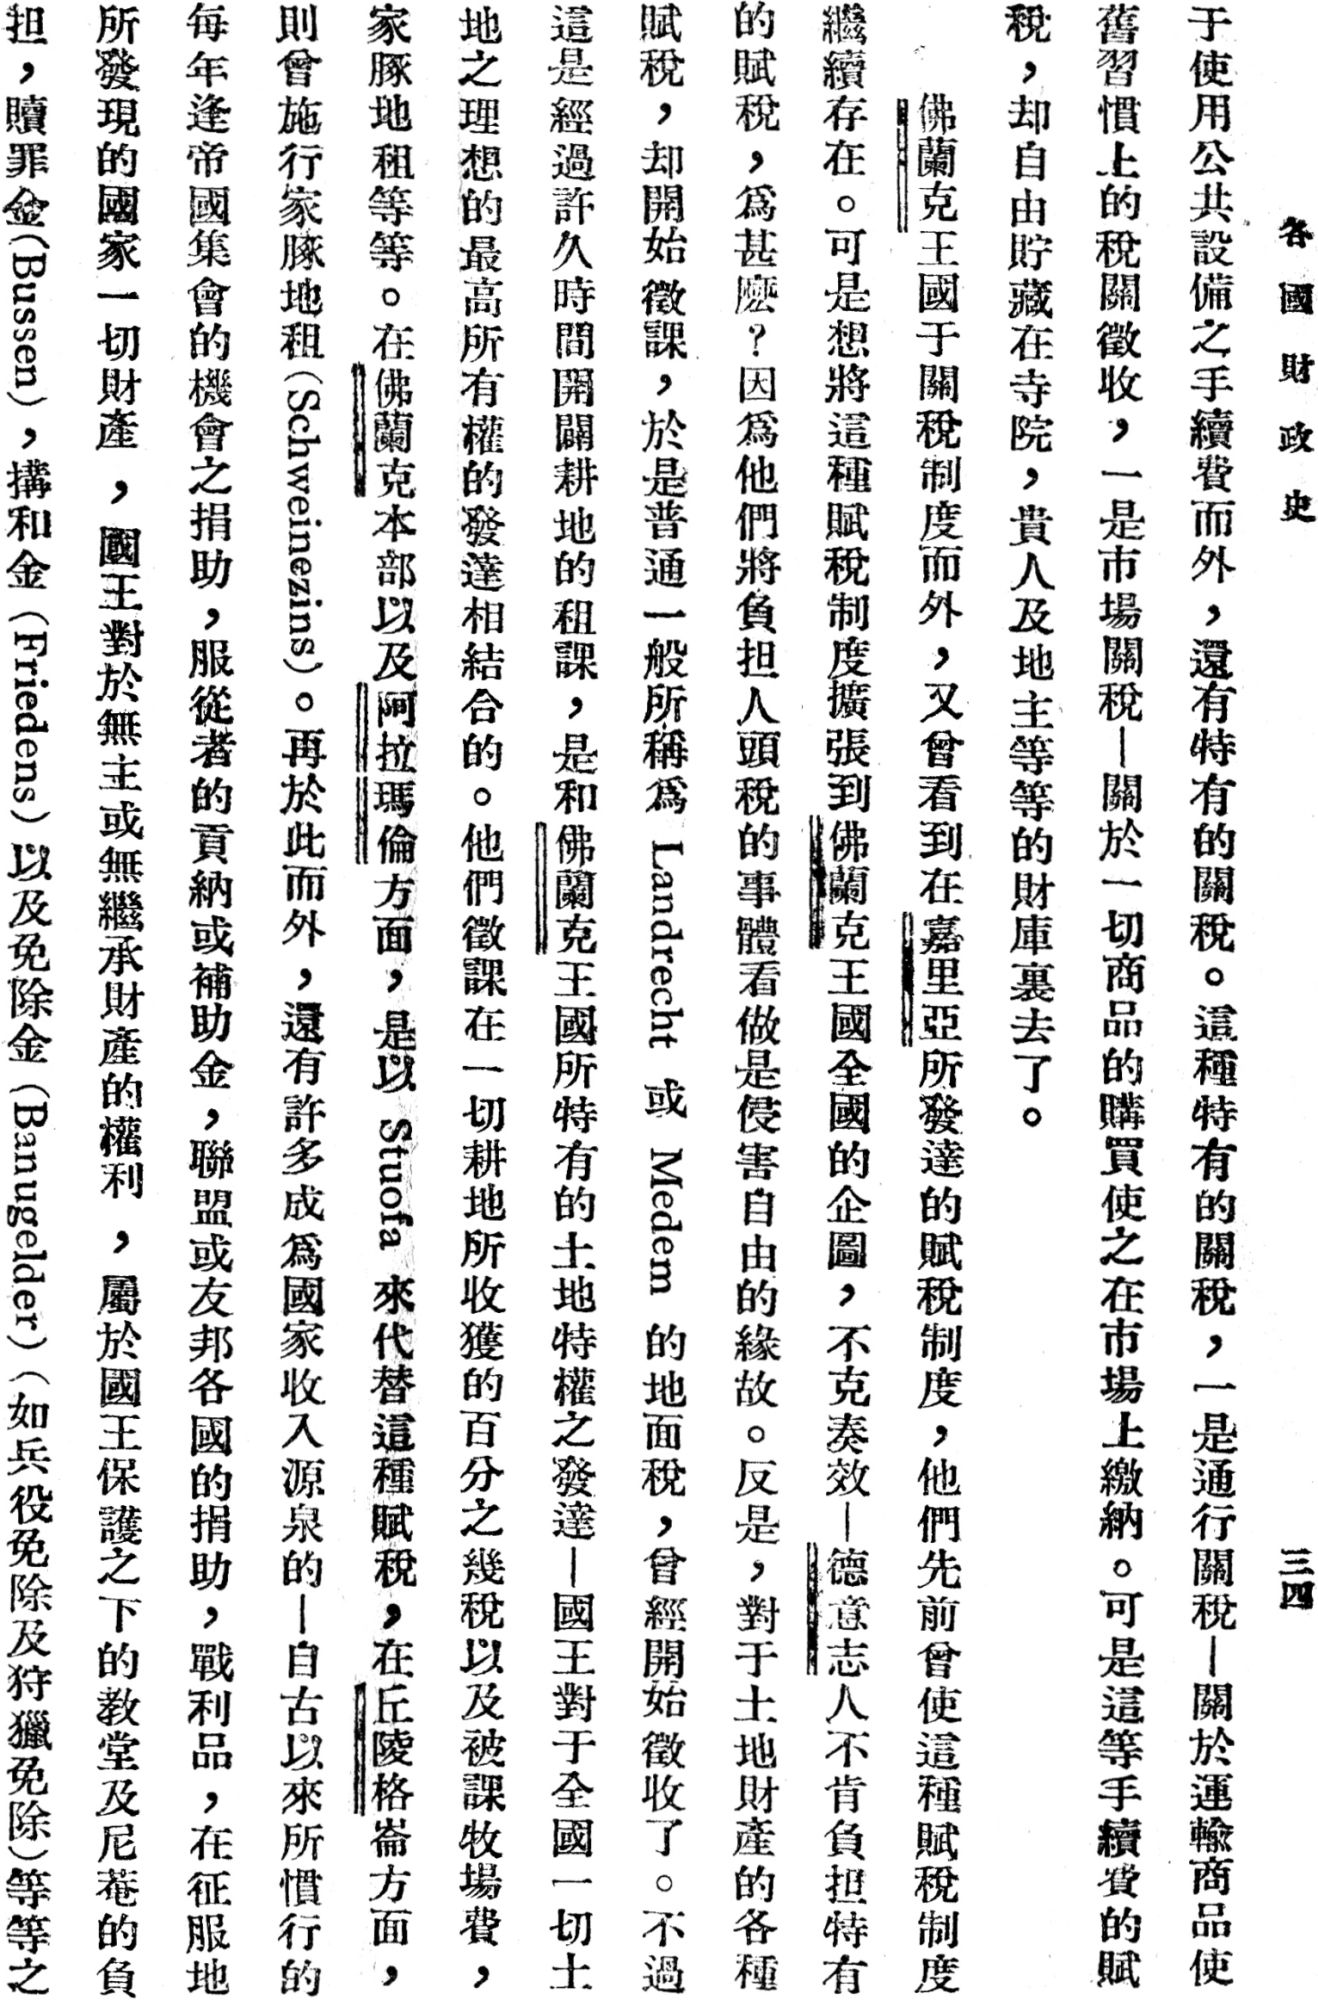 各國財政史
三四
于使用公共設備之手續費而外，還有特有的關稅。這種特有的關稅，一是通行關稅—關於運輸商品使
舊習慣上的稅關徵收，一是市場關稅—關於一切商品的購買使之在市場上繳納。可是這等手續費的賦
稅，却自由貯藏在寺院，貴人及地主等等的財庫裏去了。
佛蘭克王國于關稅制度而外，又曾看到在嘉里亞所發達的賦稅制度，他們先前曾使這種賦稅制度
繼續存在。可是想將這種賦稅制度擴張到佛蘭克王國全國的企圖，不克奏效—德意志人不肯負担特有
的賦稅，爲甚麽？因爲他們將負担人頭稅的事體看做是侵害自由的緣故。反是，對于土地財產的各種
賦稅，却開始徵課，於是普通一般所稱爲 Landrecht 或 Medem 的地面稅，曾經開始徵收了。不過
這是經過許久時間開闢耕地的租課，是和佛蘭克王國所特有的土地特權之發達—國王對于全國一切土
地之理想的最高所有權的發達相結合的。他們徵課在一切耕地所收獲的百分之幾稅以及被課牧場費，
家豚地租等等。在佛蘭克本部以及阿拉瑪倫方面，是以 Stuofa 來代替這種賦稅，在丘陵格崙方面，
則曾施行家豚地租(Schweinezins)。再於此而外，還有許多成爲國家收入源泉的—自古以來所慣行的
每年逢帝國集會的機會之捐助，服從者的貢納或補助金，聯盟或友邦各國的捐助，戰利品，在征服地
所發現的國家一切財產，國王對於無主或無繼承財產的權利，屬於國王保護之下的教堂及尼菴的負
担，贖罪金(Bussen)，搆和金(Friedens)以及免除金(Banugelder)(如兵役免除及狩獵免除)等等之